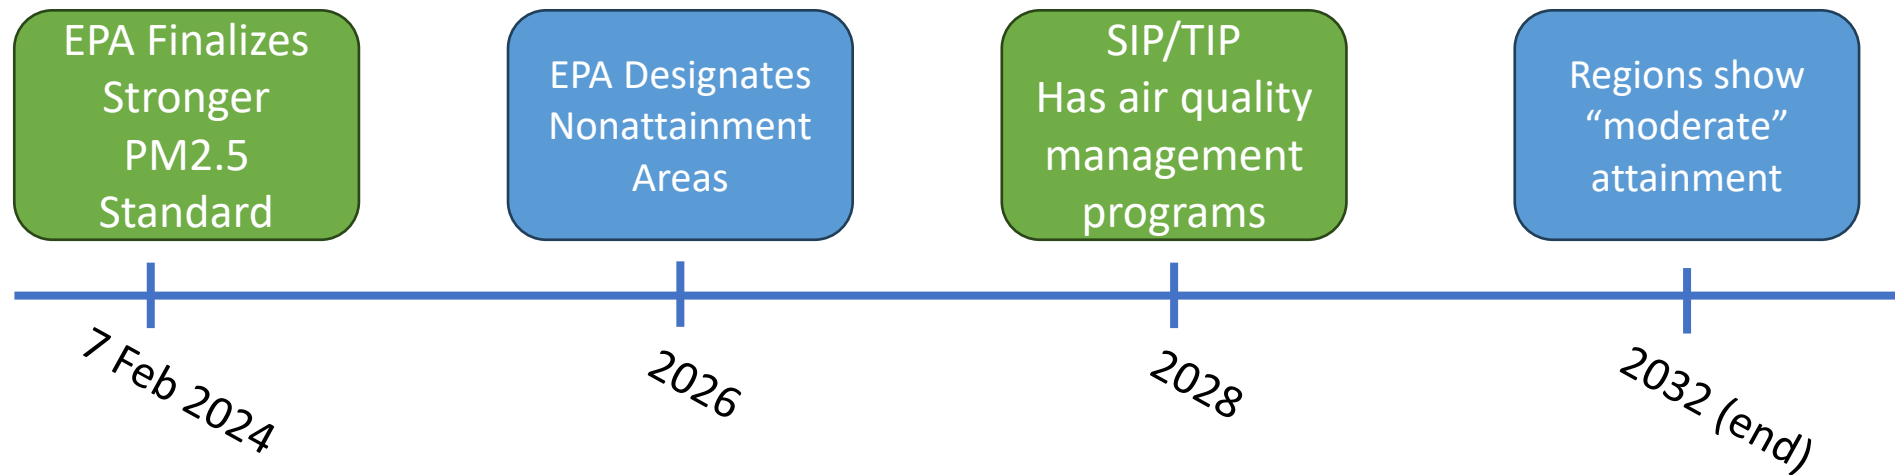 EPA Finalizes
Stronger
PM2.5
Standard
EPA Designates
Nonattainment
Areas
SIP/TIP
Has air quality
management
programs
Regions show
“moderate”
attainment
7 Feb 2024
2026
2028
2032 (end)